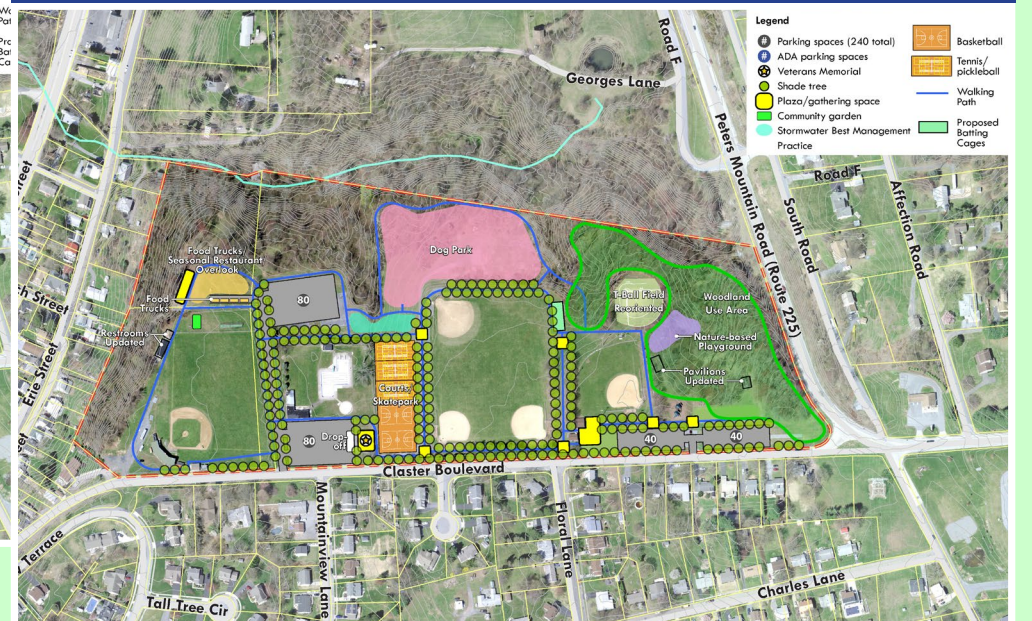 Legend
# Parking spaces (240 total)
# ADA parking spaces
Veterans Memorial
Shade tree
Plaza/gathering space
Community garden
Stormwater Best Management
Practice
Basketball
Tennis/
pickleball
Walking
Path
Proposed
Batting
Cages
Road F
Georges Lane
Peters Mountain Road (Route 225)
South Road
Road F
Affection Road
Street
Street
Erie Street
Dog Park
Food Trucks
Seasonal Restaurant
Overlook
Food
Trucks
Restrooms
Updated
80
T-Ball Field
Reoriented
Woodland
Use Area
Nature-based
Playground
Pavilions
Updated
Courts
Skatepark
80
Drop-
off
40
40
Claster Boulevard
Mountainview Lane
Floral Lane
Charles Lane
Terrace
Tall Tree Cir